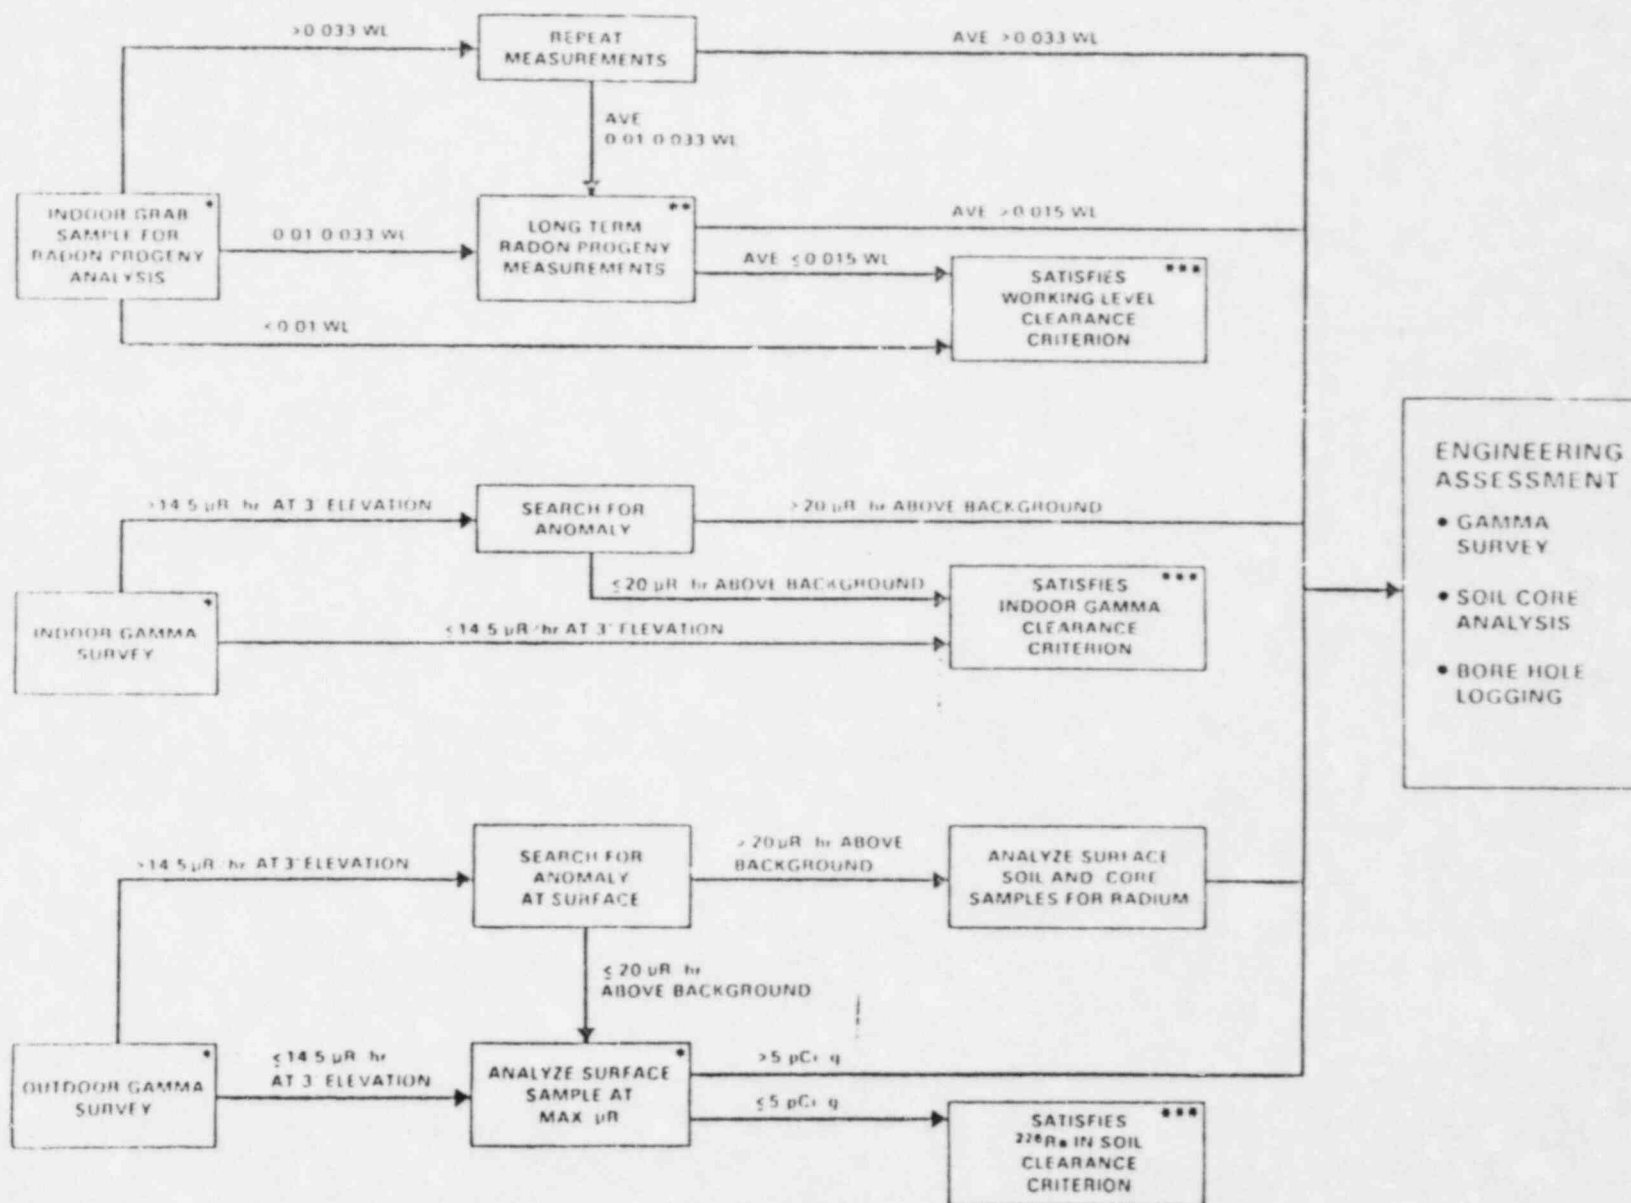 >0.033 WL
REPEAT
MEASUREMENTS
AVE >0.033 WL
AVE
0.01 0.033 WL
INDOOR GRAB *
SAMPLE FOR
RADON PROGENY
ANALYSIS
0.01 0.033 WL
LONG TERM **
RADON PROGENY
MEASUREMENTS
AVE >0.015 WL
AVE ≤0.015 WL
SATISFIES ***
WORKING LEVEL
CLEARANCE
CRITERION
<0.01 WL
>14.5 µR/hr AT 3' ELEVATION
SEARCH FOR
ANOMALY
>20 µR/hr ABOVE BACKGROUND
≤20 µR/hr ABOVE BACKGROUND
SATISFIES ***
INDOOR GAMMA
CLEARANCE
CRITERION
INDOOR GAMMA *
SURVEY
≤14.5 µR/hr AT 3' ELEVATION
ENGINEERING
ASSESSMENT
• GAMMA
SURVEY
• SOIL CORE
ANALYSIS
• BORE HOLE
LOGGING
>14.5 µR/hr AT 3' ELEVATION
SEARCH FOR
ANOMALY
AT SURFACE
>20 µR/hr ABOVE
BACKGROUND
ANALYZE SURFACE
SOIL AND CORE
SAMPLES FOR RADIUM
≤20 µR/hr
ABOVE BACKGROUND
OUTDOOR GAMMA *
SURVEY
≤14.5 µR/hr
AT 3' ELEVATION
ANALYZE SURFACE *
SAMPLE AT
MAX µR
>5 pCi/g
≤5 pCi/g
SATISFIES ***
²²⁶Ra IN SOIL
CLEARANCE
CRITERION